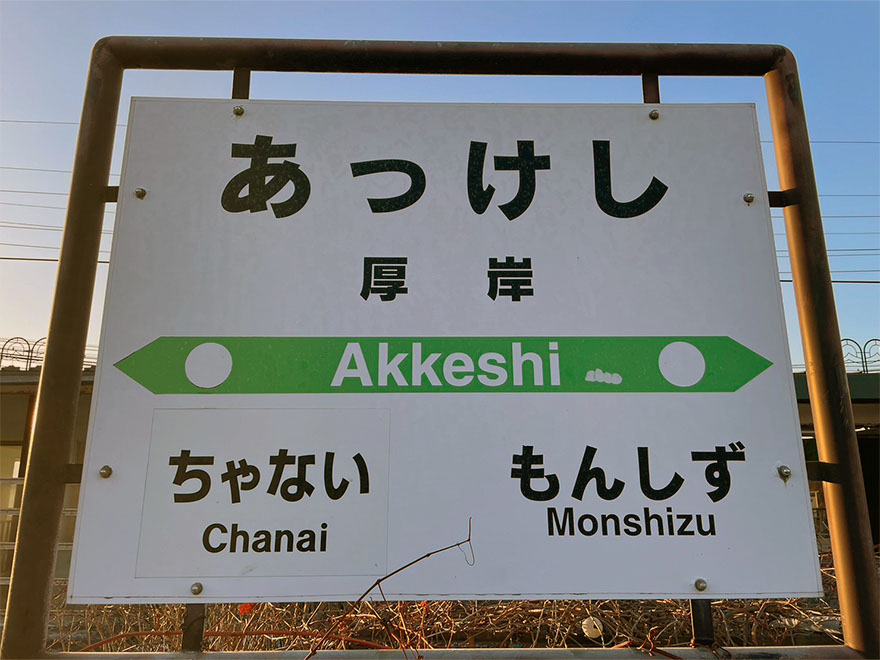 あっけし
厚岸
Akkeshi
ちゃない もんしず
Chanai Monshizu